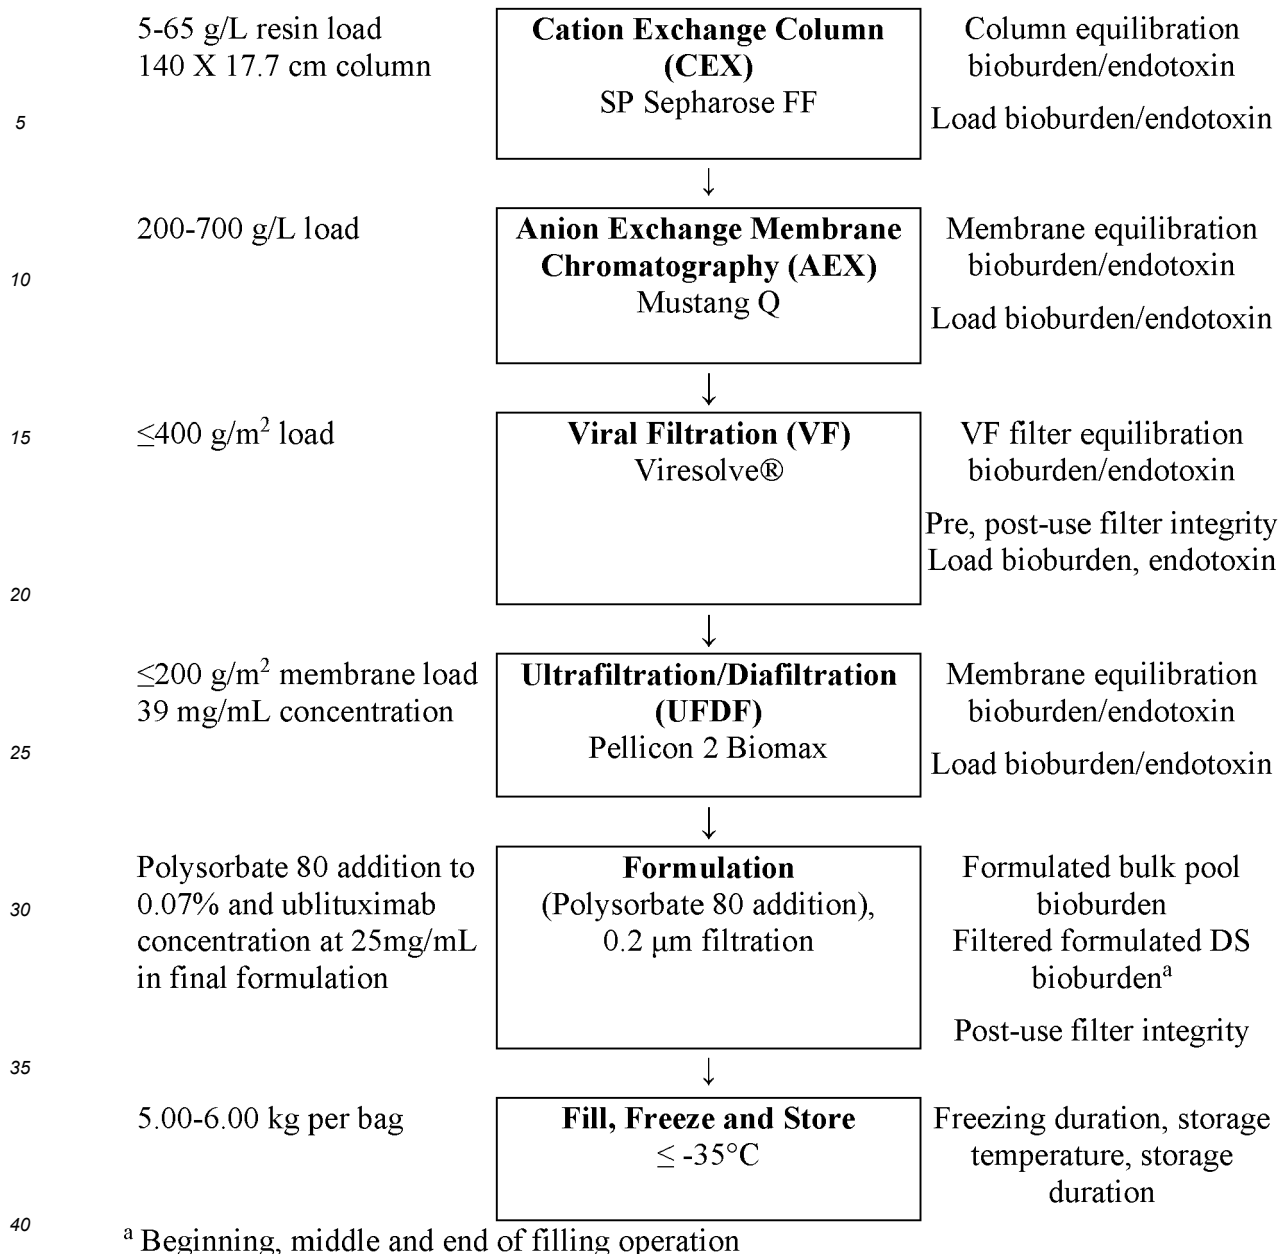 5-65 g/L resin load
140 X 17.7 cm column
Cation Exchange Column
(CEX)
SP Sepharose FF
Column equilibration
bioburden/endotoxin
Load bioburden/endotoxin
5
↓
200-700 g/L load
Anion Exchange Membrane
Chromatography (AEX)
Mustang Q
Membrane equilibration
bioburden/endotoxin
Load bioburden/endotoxin
10
↓
≤400 g/m² load
Viral Filtration (VF)
Viresolve®
VF filter equilibration
bioburden/endotoxin
Pre, post-use filter integrity
Load bioburden, endotoxin
15
20
↓
≤200 g/m² membrane load
39 mg/mL concentration
Ultrafiltration/Diafiltration
(UFDF)
Pellicon 2 Biomax
Membrane equilibration
bioburden/endotoxin
Load bioburden/endotoxin
25
↓
Polysorbate 80 addition to
0.07% and ublituximab
concentration at 25mg/mL
in final formulation
Formulation
(Polysorbate 80 addition),
0.2 µm filtration
Formulated bulk pool
bioburden
Filtered formulated DS
bioburdenᵃ
Post-use filter integrity
30
35
↓
5.00-6.00 kg per bag
Fill, Freeze and Store
≤ -35°C
Freezing duration, storage
temperature, storage
duration
40
ᵃ Beginning, middle and end of filling operation